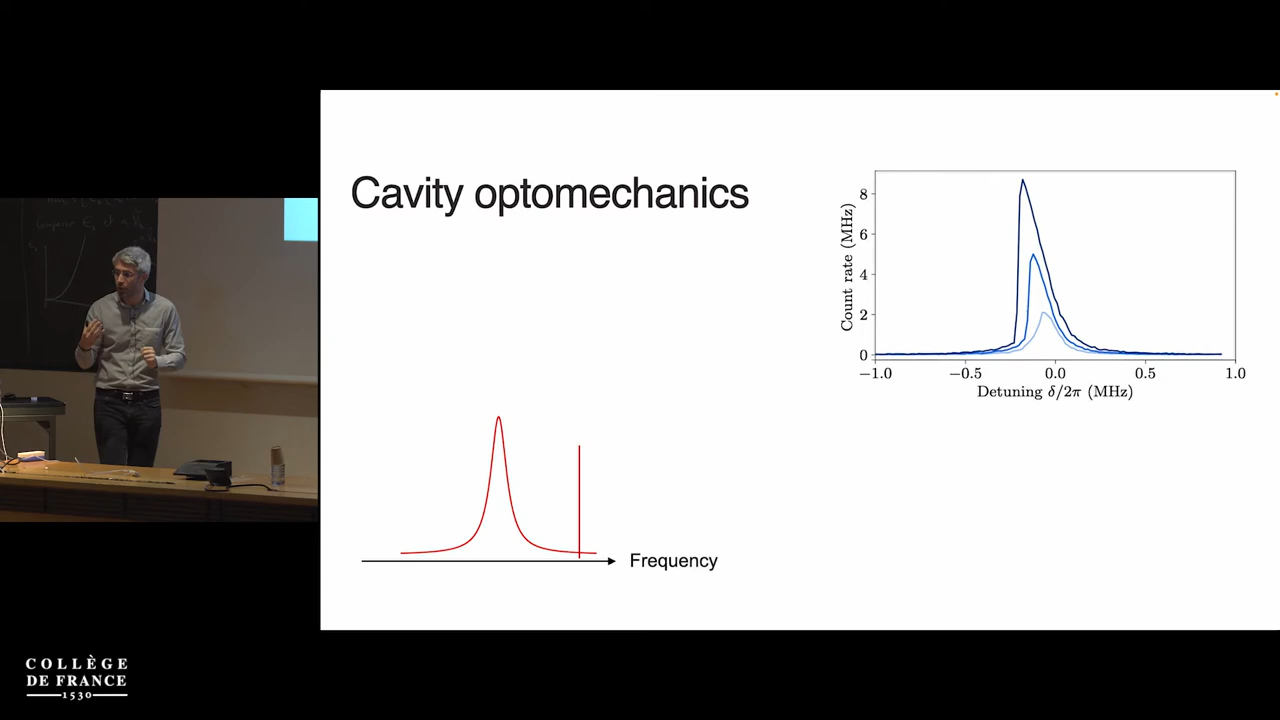 Cavity optomechanics
8
6
4
2
0
Count rate (MHz)
−1.0 −0.5 0.0 0.5 1.0
Detuning δ/2π (MHz)
Frequency
COLLÈGE
DE FRANCE
1530